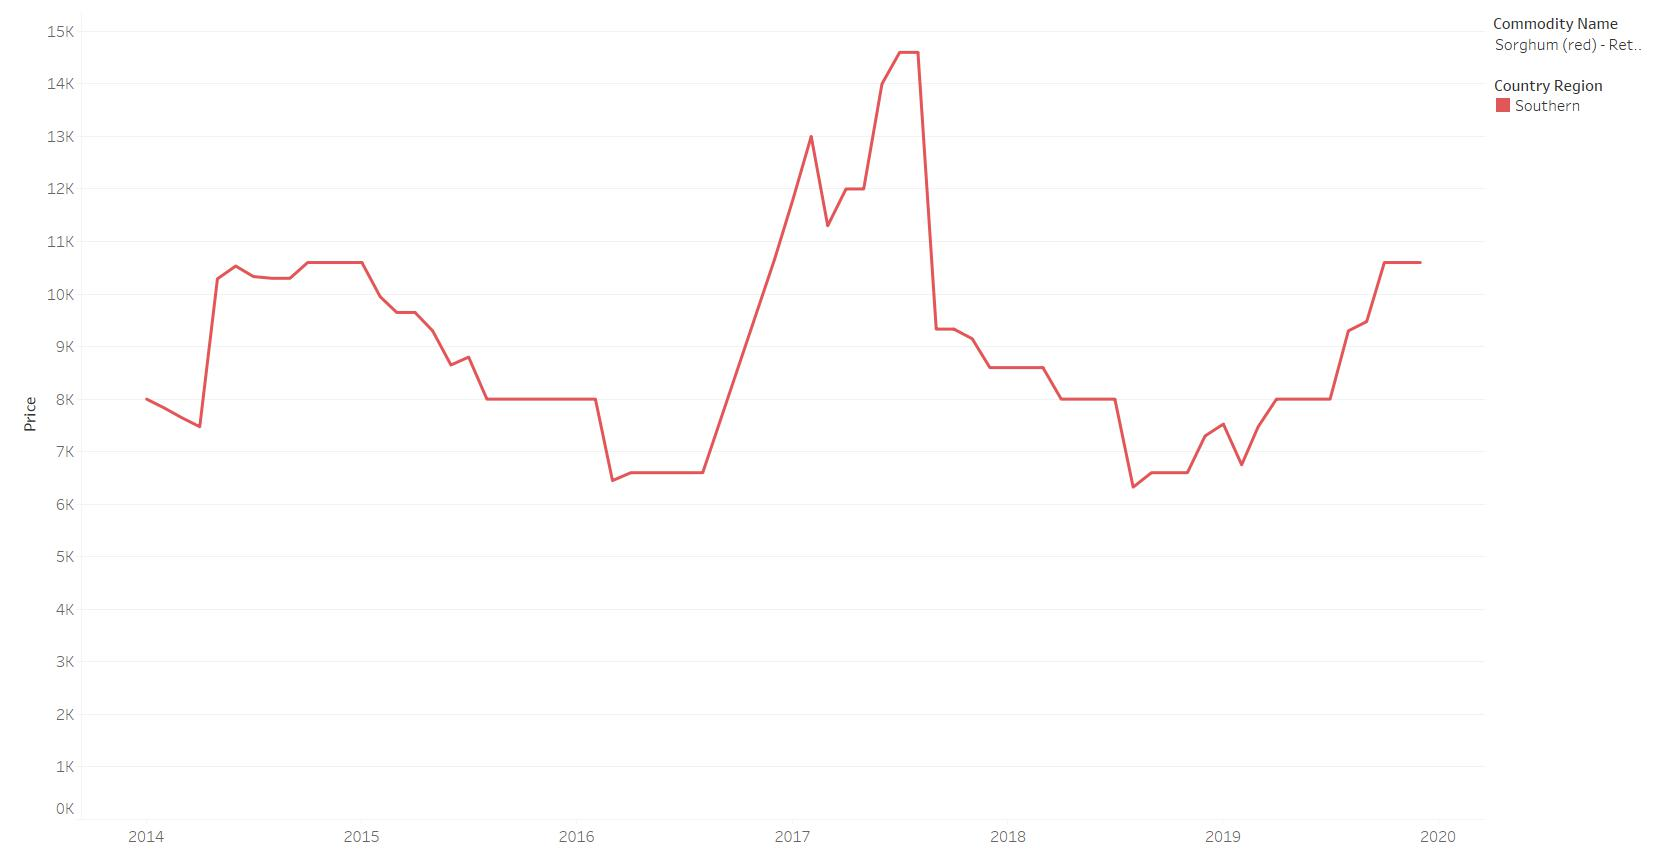 15K
14K
13K
12K
11K
10K
9K
8K
7K
6K
5K
4K
3K
2K
1K
0K
Price
2014 2015 2016 2017 2018 2019 2020
Commodity Name
Sorghum (red) - Ret..
Country Region
Southern